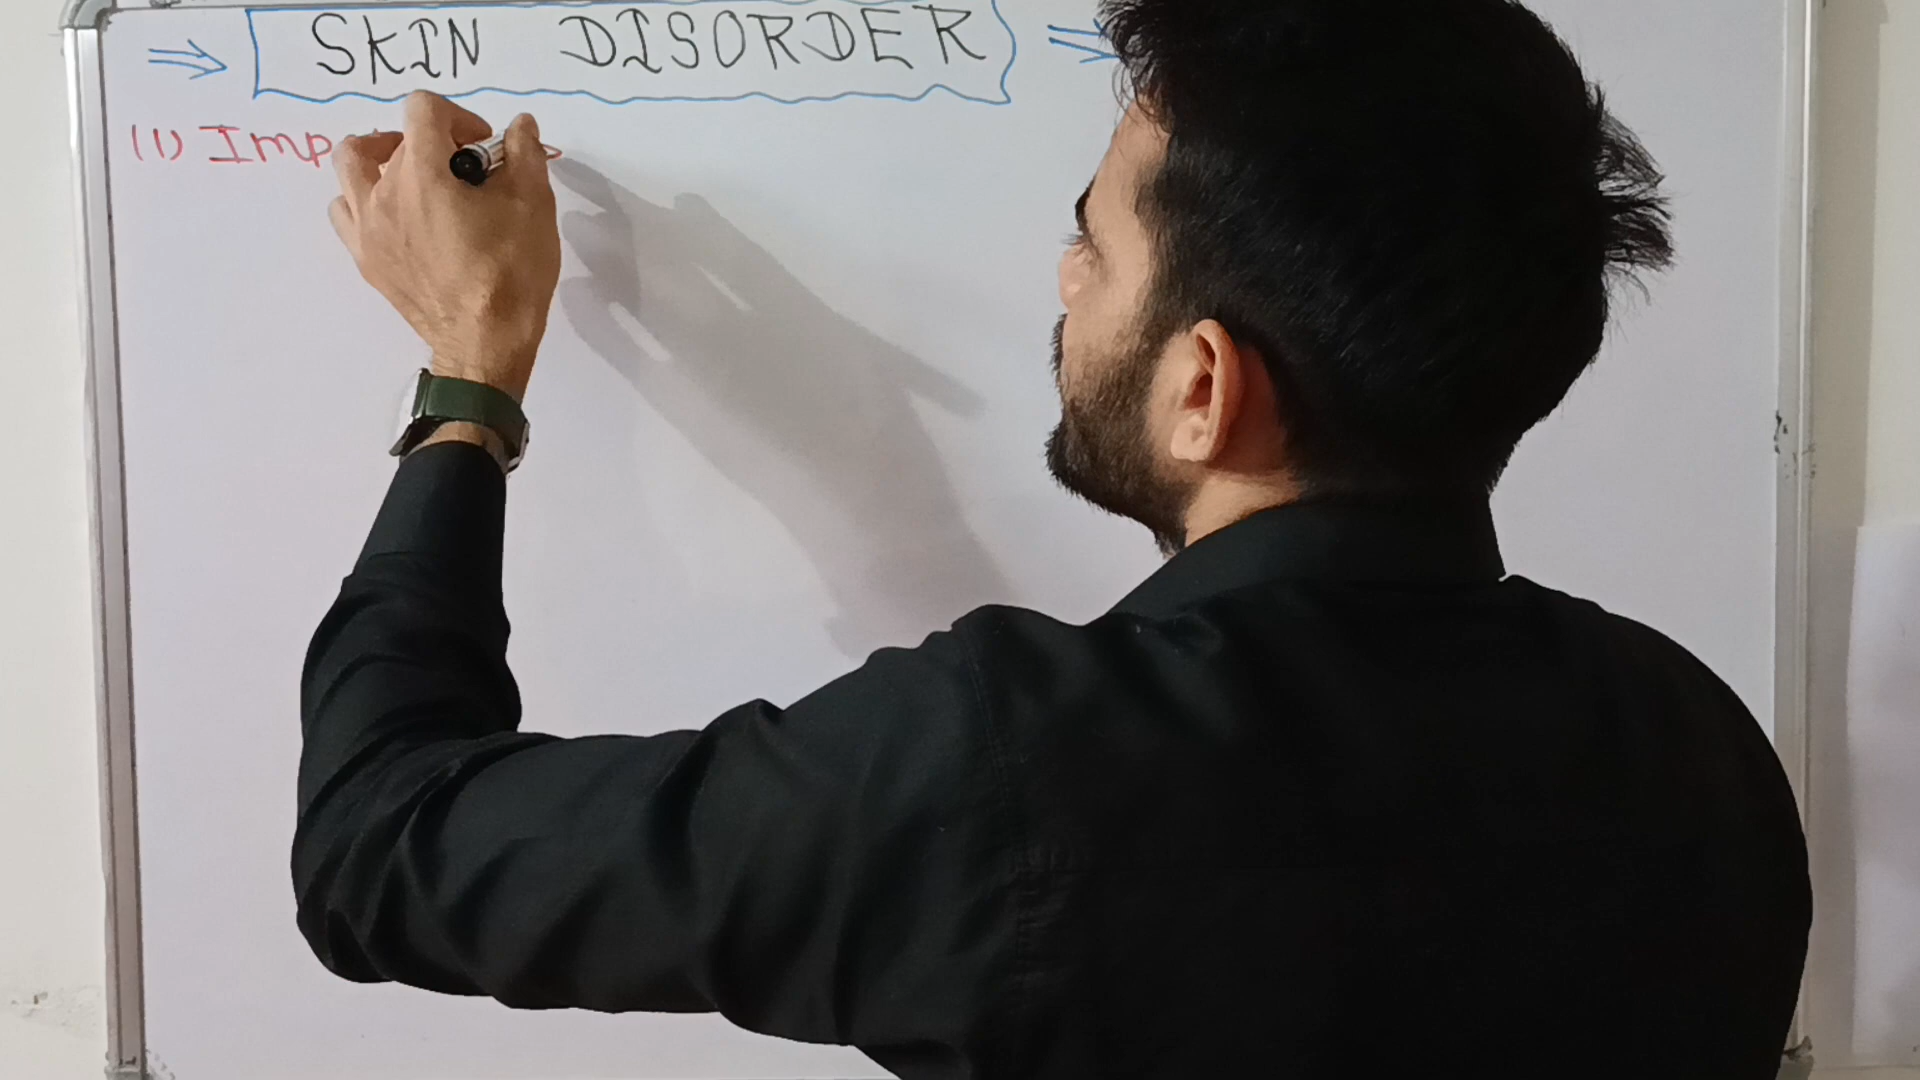 ⇒ SKIN DISORDER ⇒
(1) Imp